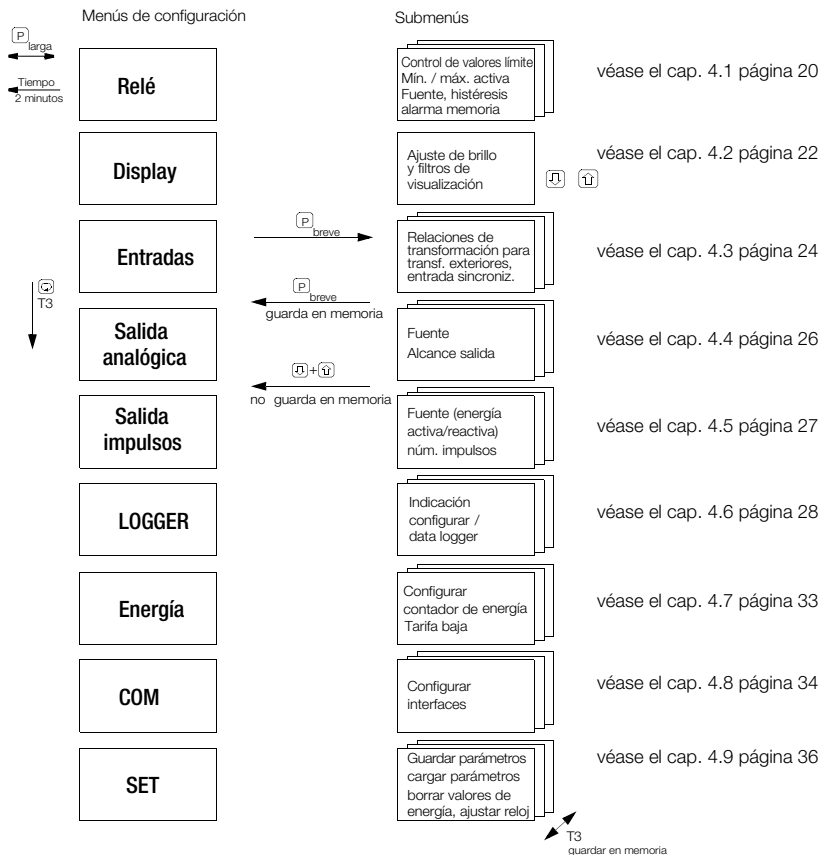 Menús de configuración
Submenús
P
larga
Tiempo
2 minutos
Relé
Control de valores límite
Mín. / máx. activa
Fuente, histéresis
alarma memoria
véase el cap. 4.1 página 20
Display
Ajuste de brillo
y filtros de
visualización
véase el cap. 4.2 página 22
Entradas
P
breve
Relaciones de
transformación para
transf. exteriores,
entrada sincroniz.
véase el cap. 4.3 página 24
T3
P
breve
guarda en memoria
Salida
analógica
Fuente
Alcance salida
véase el cap. 4.4 página 26
+
no guarda en memoria
Salida
impulsos
Fuente (energía
activa/reactiva)
núm. impulsos
véase el cap. 4.5 página 27
LOGGER
Indicación
configurar /
data logger
véase el cap. 4.6 página 28
Energía
Configurar
contador de energía
Tarifa baja
véase el cap. 4.7 página 33
COM
Configurar
interfaces
véase el cap. 4.8 página 34
SET
Guardar parámetros
cargar parámetros
borrar valores de
energía, ajustar reloj
véase el cap. 4.9 página 36
T3
guardar en memoria